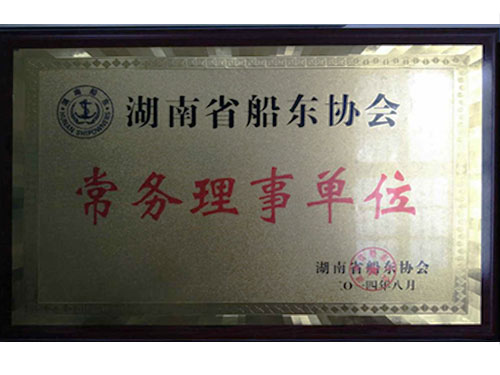 湖南省船东协会
常务理事单位
湖南省船东协会
二〇一四年八月